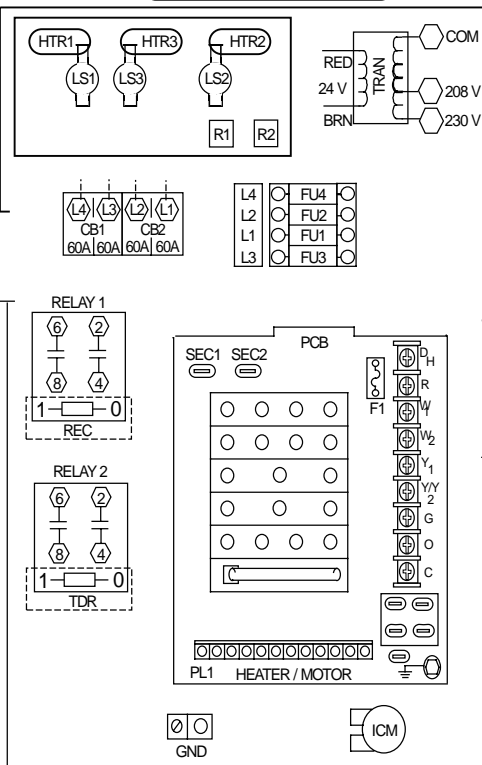 HTR1 HTR3 HTR2
LS1 LS3 LS2
R1 R2
COM
RED
24 V
TRAN
208 V
BRN
230 V
L4 L3 L2 L1
CB1 CB2
60A 60A 60A 60A
L4 FU4
L2 FU2
L1 FU1
L3 FU3
RELAY 1
6 2
8 4
1 0
REC
RELAY 2
6 2
8 4
1 0
TDR
PCB
SEC1 SEC2
F1
DH
R
W1
W2
Y1
Y/Y2
G
O
C
PL1 HEATER / MOTOR
GND
ICM